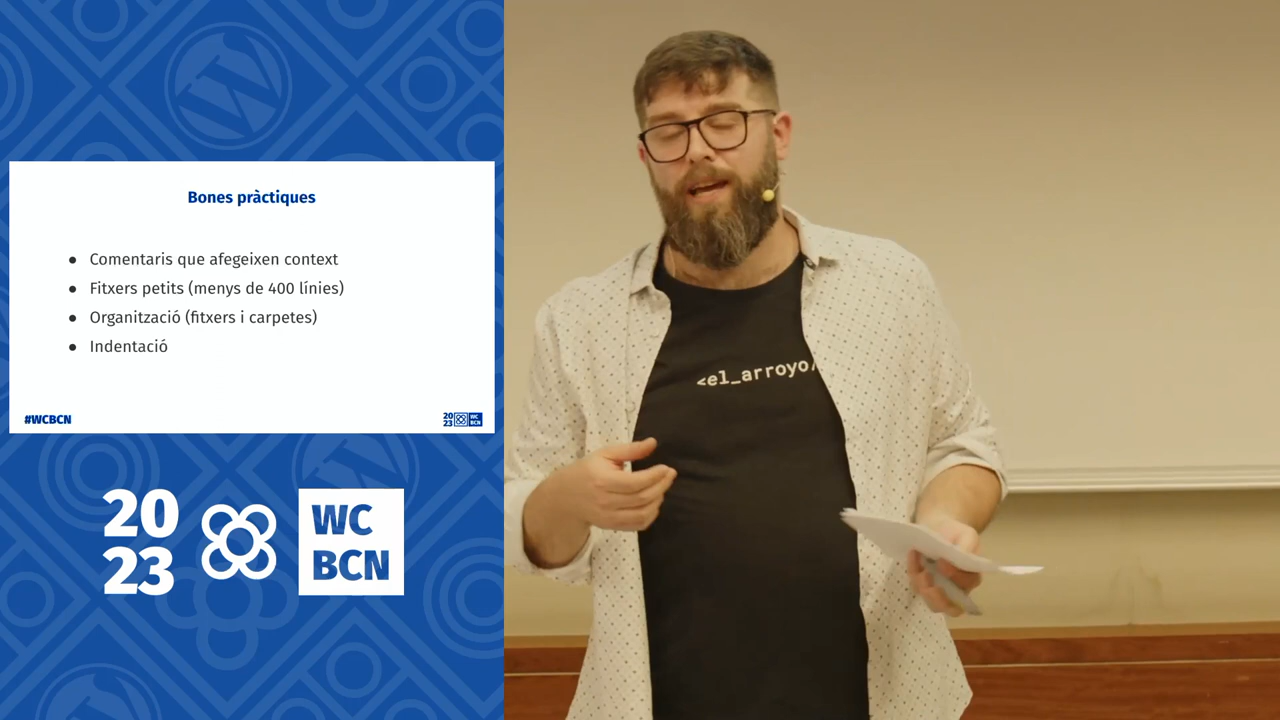 Bones pràctiques
● Comentaris que afegeixen context
● Fitxers petits (menys de 400 línies)
● Organització (fitxers i carpetes)
● Indentació
#WCBCN
20
23
WC
BCN
20
23
WC
BCN
<el_arroyo/